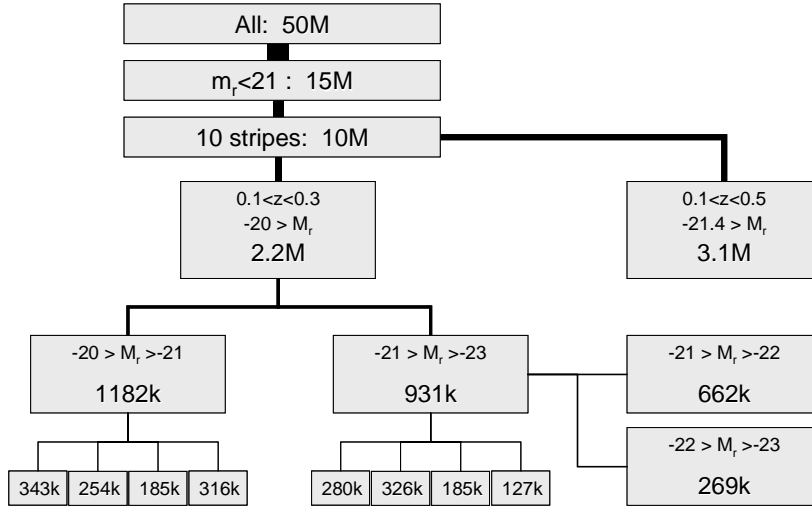 All: 50M
m_r<21 : 15M
10 stripes: 10M
0.1<z<0.3
-20 > M_r
2.2M
0.1<z<0.5
-21.4 > M_r
3.1M
-20 > M_r >-21
1182k
-21 > M_r >-23
931k
-21 > M_r >-22
662k
-22 > M_r >-23
269k
343k 254k 185k 316k
280k 326k 185k 127k